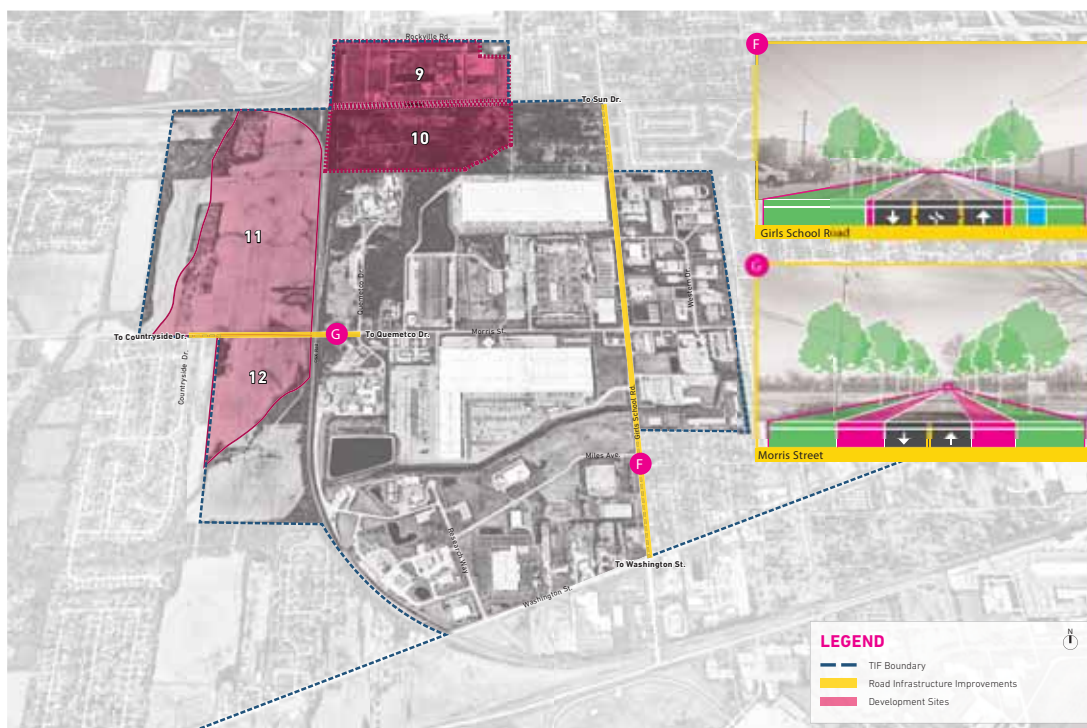 Rockville Rd.
9
To Sun Dr.
10
11
Quemetco Dr.
Morris St.
To Countryside Dr.
G
To Quemetco Dr.
Countryside Dr.
12
Girls School Rd.
Miles Ave.
F
Research Way
To Washington St.
Washington St.
F
Girls School Road
G
Morris Street
LEGEND
N
TIF Boundary
Road Infrastructure Improvements
Development Sites